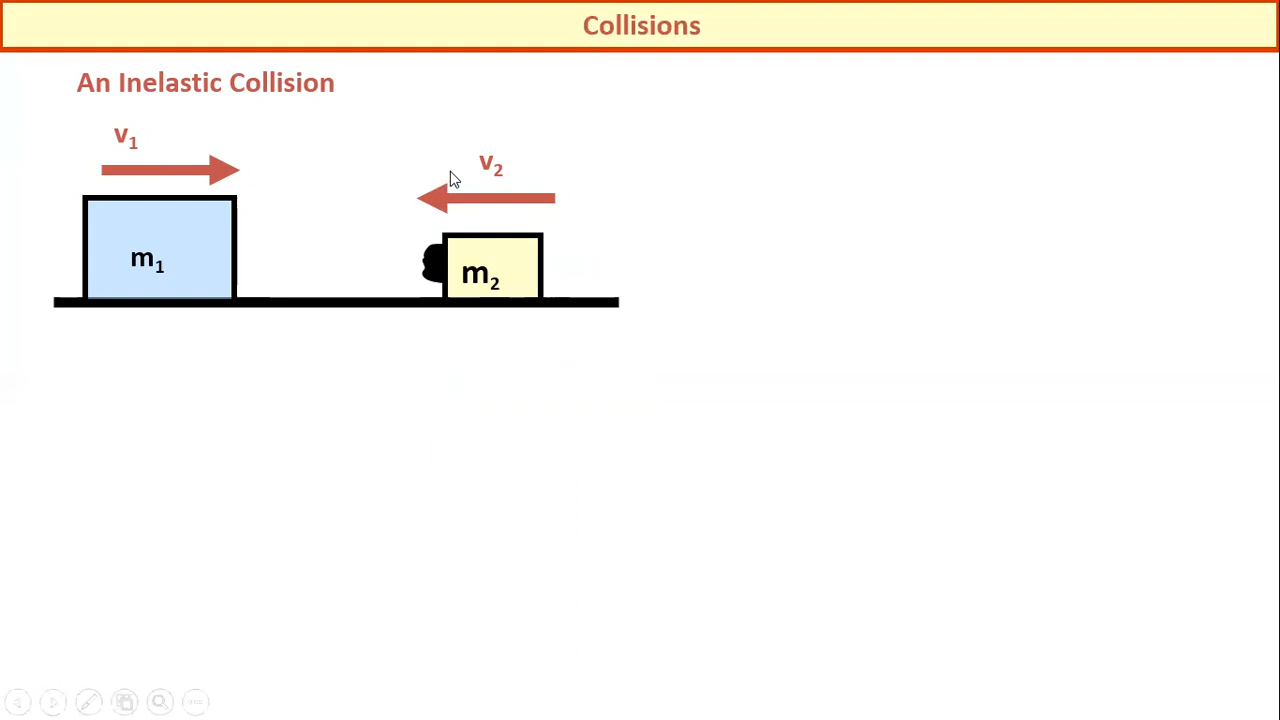 Collisions
An Inelastic Collision
v₁
v₂
m₁
m₂